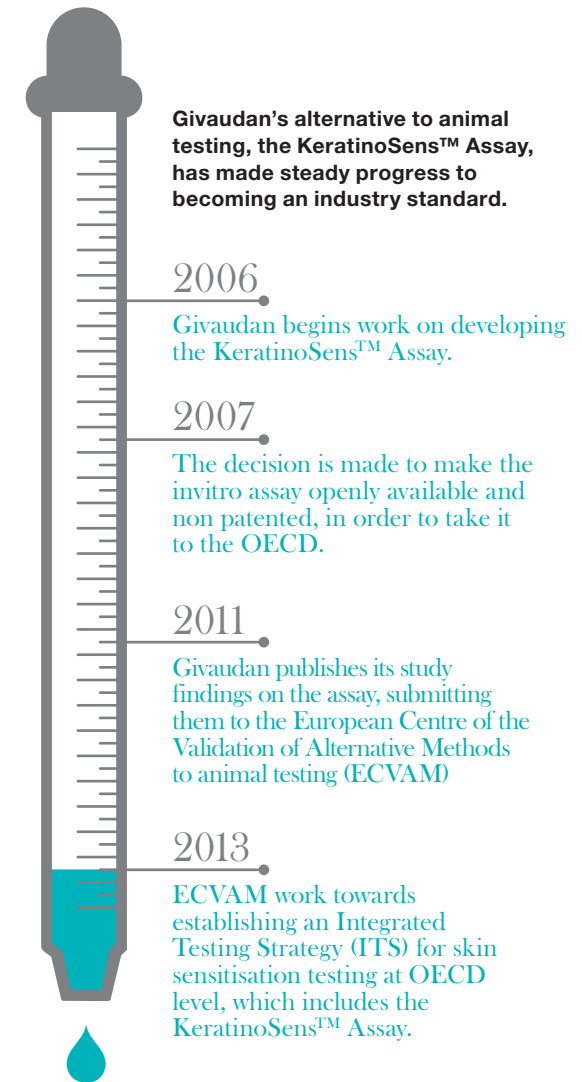 Givaudan’s alternative to animal
testing, the KeratinoSens™ Assay,
has made steady progress to
becoming an industry standard.
2006
Givaudan begins work on developing
the KeratinoSens™ Assay.
2007
The decision is made to make the
invitro assay openly available and
non patented, in order to take it
to the OECD.
2011
Givaudan publishes its study
findings on the assay, submitting
them to the European Centre of the
Validation of Alternative Methods
to animal testing (ECVAM)
2013
ECVAM work towards
establishing an Integrated
Testing Strategy (ITS) for skin
sensitisation testing at OECD
level, which includes the
KeratinoSens™ Assay.